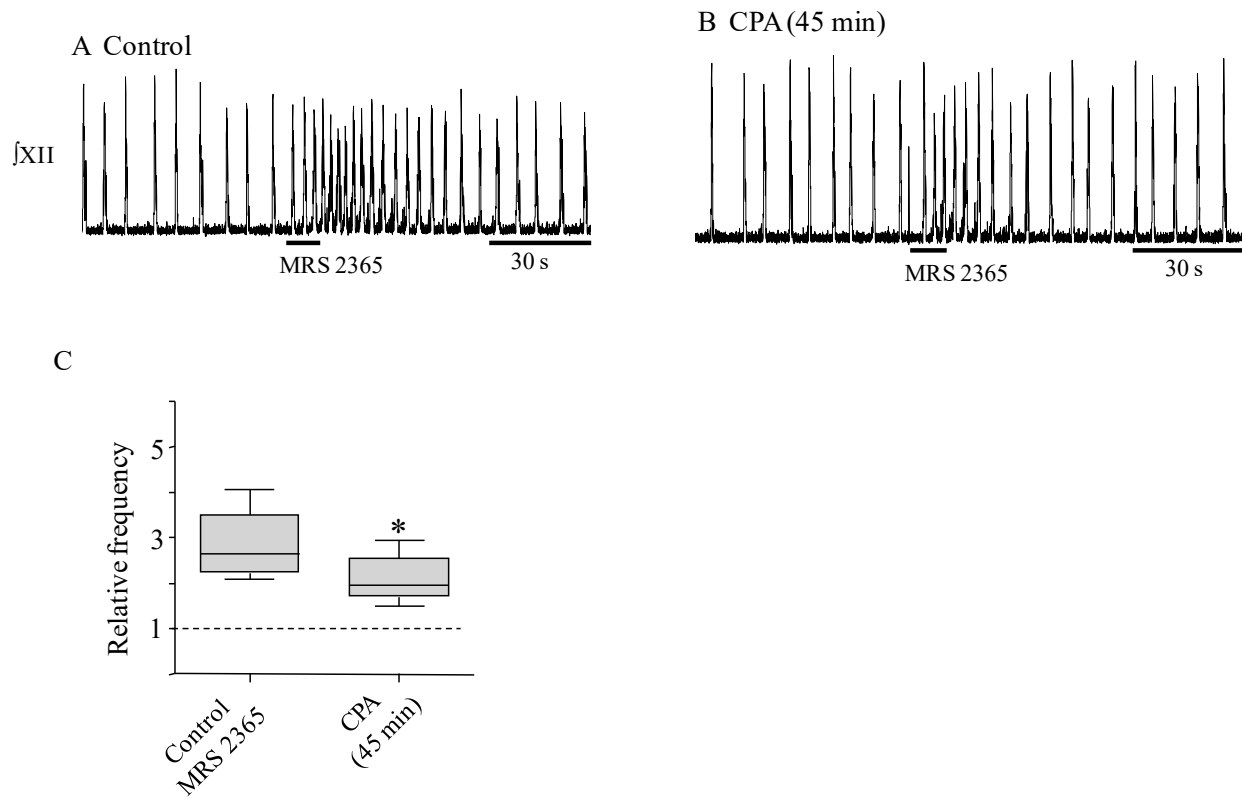 A Control
B CPA (45 min)
∫XII
MRS 2365
30 s
MRS 2365
30 s
C
Relative frequency
5
3
*
1
Control
MRS 2365
CPA
(45 min)